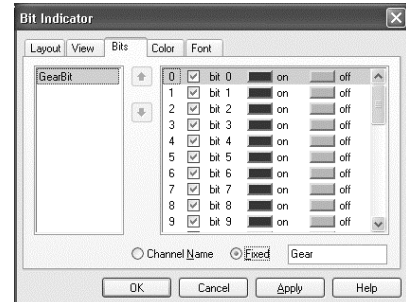 Bit Indicator
Layout View Bits Color Font
GearBit
0 bit 0 on off
1 bit 1 on off
2 bit 2 on off
3 bit 3 on off
4 bit 4 on off
5 bit 5 on off
6 bit 6 on off
7 bit 7 on off
8 bit 8 on off
9 bit 9 on off
Channel Name Fixed Gear
OK Cancel Apply Help